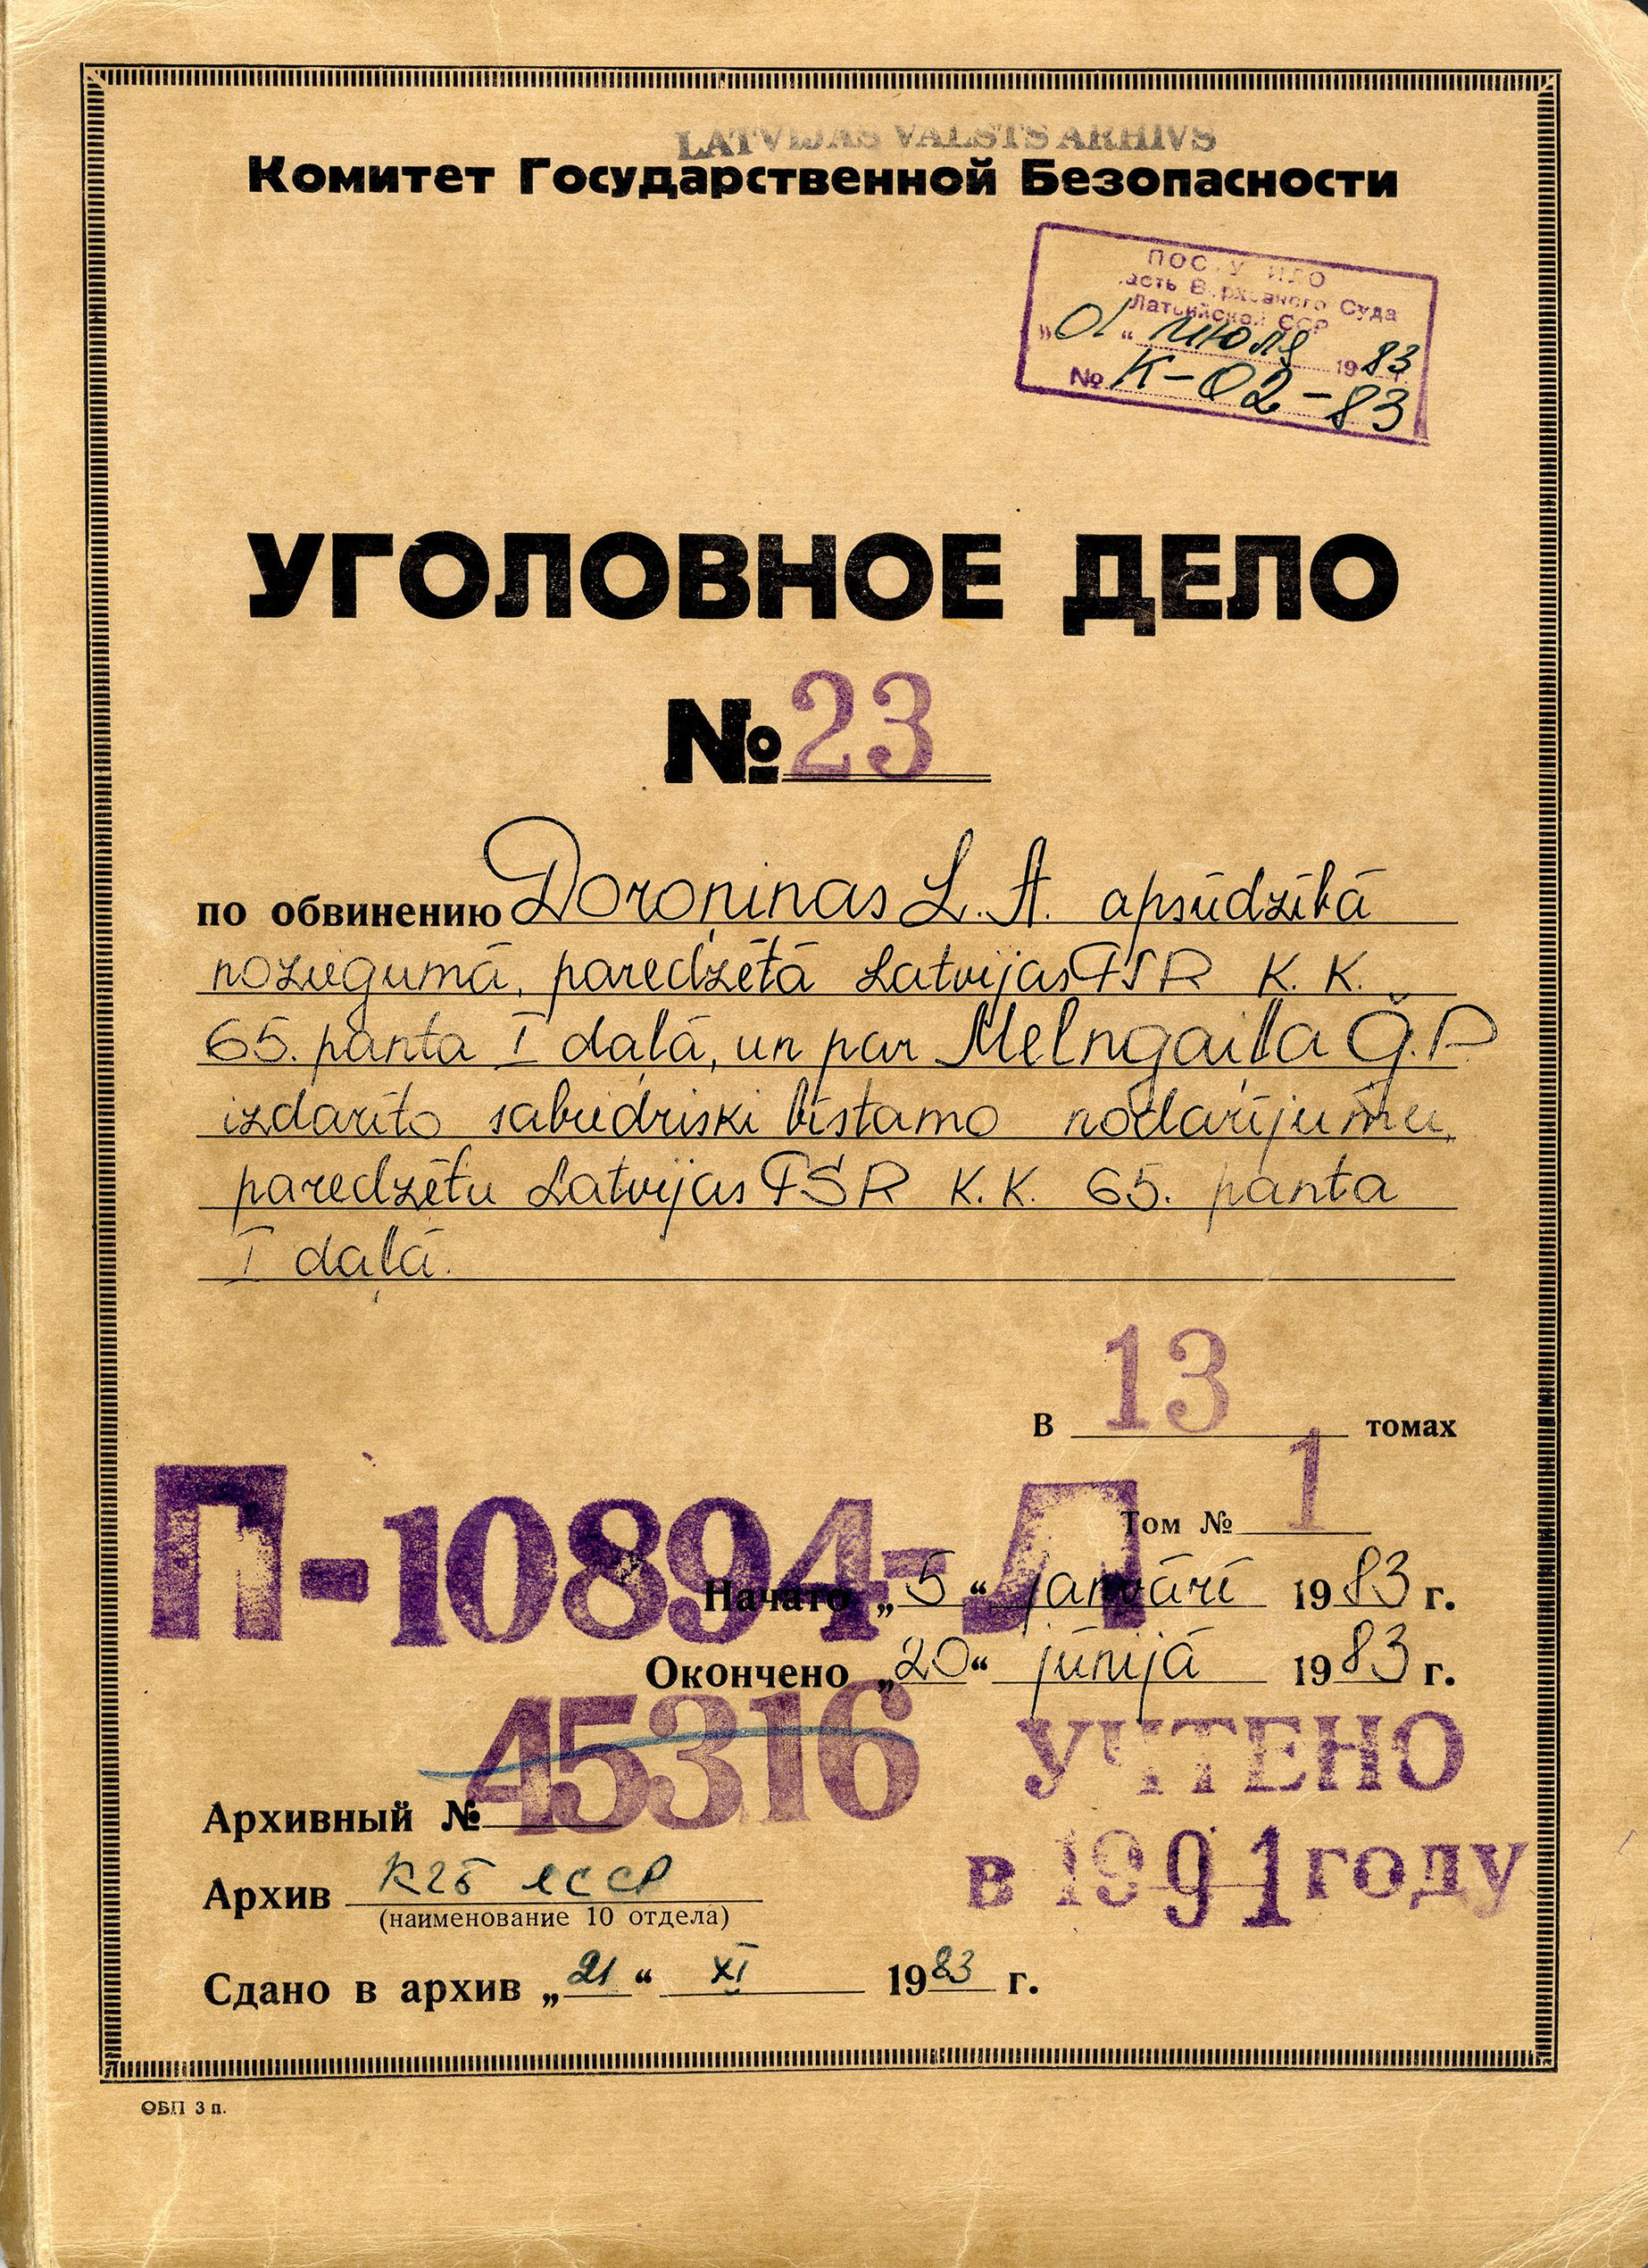 LATVIJAS VALSTS ARHIVS
Комитет Государственной Безопасности
Верховного Суда
Латвийской ССР
„01“ июля 1983 г.
№ К-02-83
УГОЛОВНОЕ ДЕЛО
№ 23
по обвинению Doroņinas L. A. apsūdzībā
noziegumā, paredzētā Latvijas PSR K. K.
65. panta I daļā, un par Melngaiļa Ģ. P.
izdarīto sabiedriski bīstamo nodarījumu,
paredzētu Latvijas PSR K. K. 65. panta
I daļā.
В 13 томах
Том № 1
П-10894-Л
Начато „5“ janvārī 1983 г.
Окончено „20“ jūnijā 1983 г.
45316
УЧТЕНО
в 1991 году
Архивный №
Архив КГБ ЛССР
(наименование 10 отдела)
Сдано в архив „21“ XI 1983 г.
ОБП 3 п.